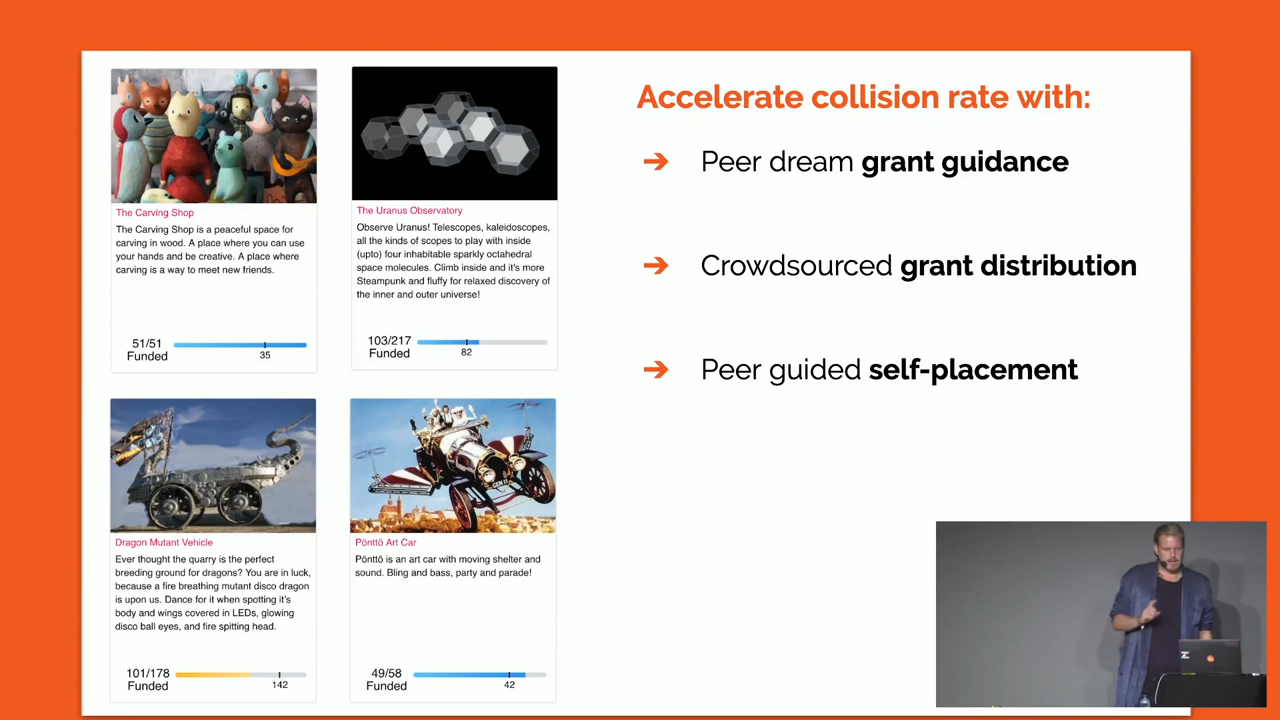 The Carving Shop
The Carving Shop is a peaceful space for
carving in wood. A place where you can use
your hands and be creative. A place where
carving is a way to meet new friends.
51/51
Funded
35
The Uranus Observatory
Observe Uranus! Telescopes, kaleidoscopes,
all the kinds of scopes to play with inside
(upto) four inhabitable sparkly octahedral
space molecules. Climb inside and it's more
Steampunk and fluffy for relaxed discovery of
the inner and outer universe!
103/217
Funded
82
Dragon Mutant Vehicle
Ever thought the quarry is the perfect
breeding ground for dragons? You are in luck,
because a fire breathing mutant disco dragon
is upon us. Dance for it when spotting it's
body and wings covered in LEDs, glowing
disco ball eyes, and fire spitting head.
101/178
Funded
142
Pönttö Art Car
Pönttö is an art car with moving shelter and
sound. Bling and bass, party and parade!
49/58
Funded
42
Accelerate collision rate with:
➔ Peer dream grant guidance
➔ Crowdsourced grant distribution
➔ Peer guided self-placement